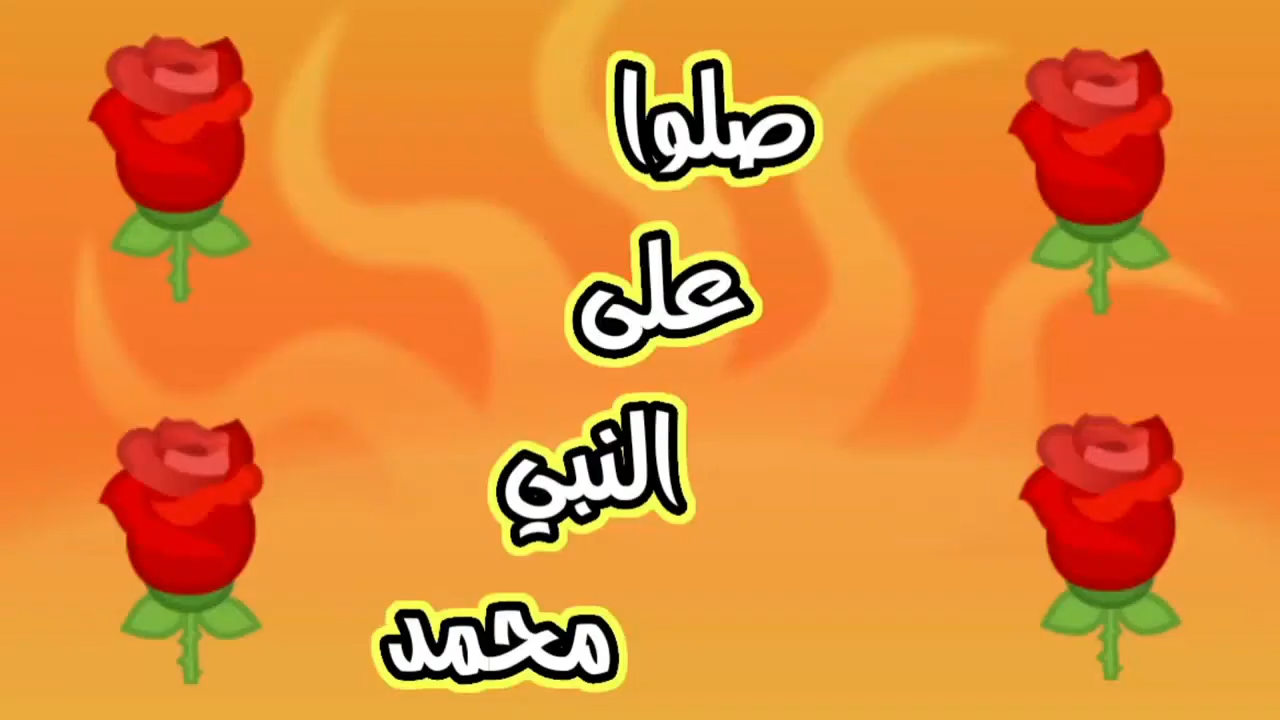 صلوا
على
النبي
محمد